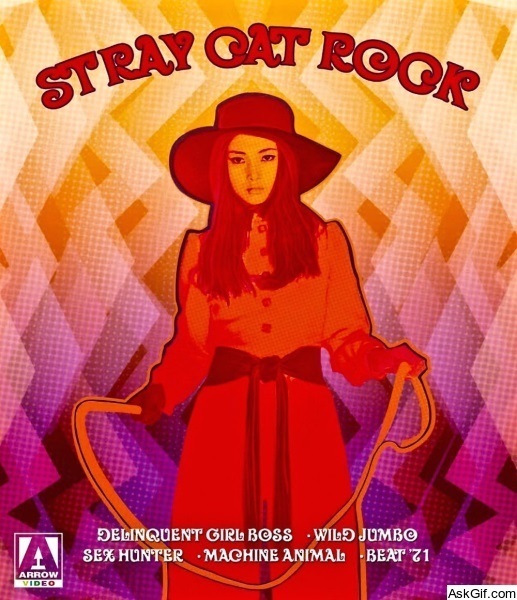 STRAY CAT ROCK
DELINQUENT GIRL BOSS · WILD JUMBO
SEX HUNTER · MACHINE ANIMAL · BEAT '71
ARROW
VIDEO
AskGif.com